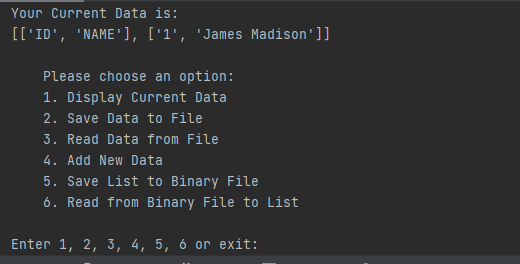 Your Current Data is:
[['ID', 'NAME'], ['1', 'James Madison']]
Please choose an option:
1. Display Current Data
2. Save Data to File
3. Read Data from File
4. Add New Data
5. Save List to Binary File
6. Read from Binary File to List
Enter 1, 2, 3, 4, 5, 6 or exit: